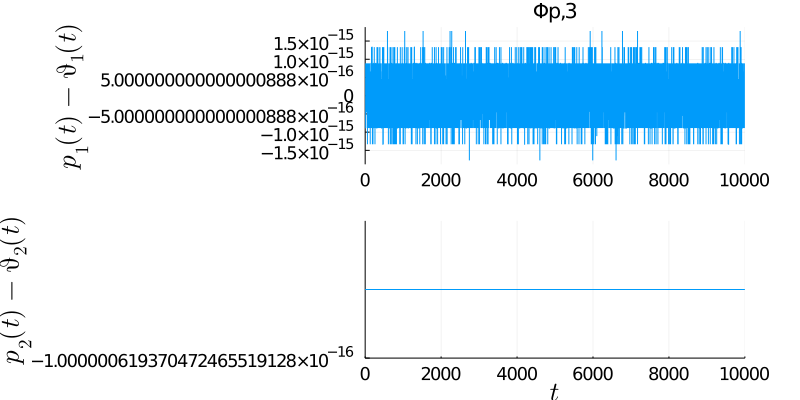 Φp,3
p₁(t) − ϑ₁(t)
1.5×10⁻¹⁵
1.0×10⁻¹⁵
5.0000000000000000888×10⁻¹⁶
0
−5.0000000000000000888×10⁻¹⁶
−1.0×10⁻¹⁵
−1.5×10⁻¹⁵
0 2000 4000 6000 8000 10000
p₂(t) − ϑ₂(t)
−1.0000006193704724655191​28×10⁻¹⁶
0 2000 4000 6000 8000 10000
t